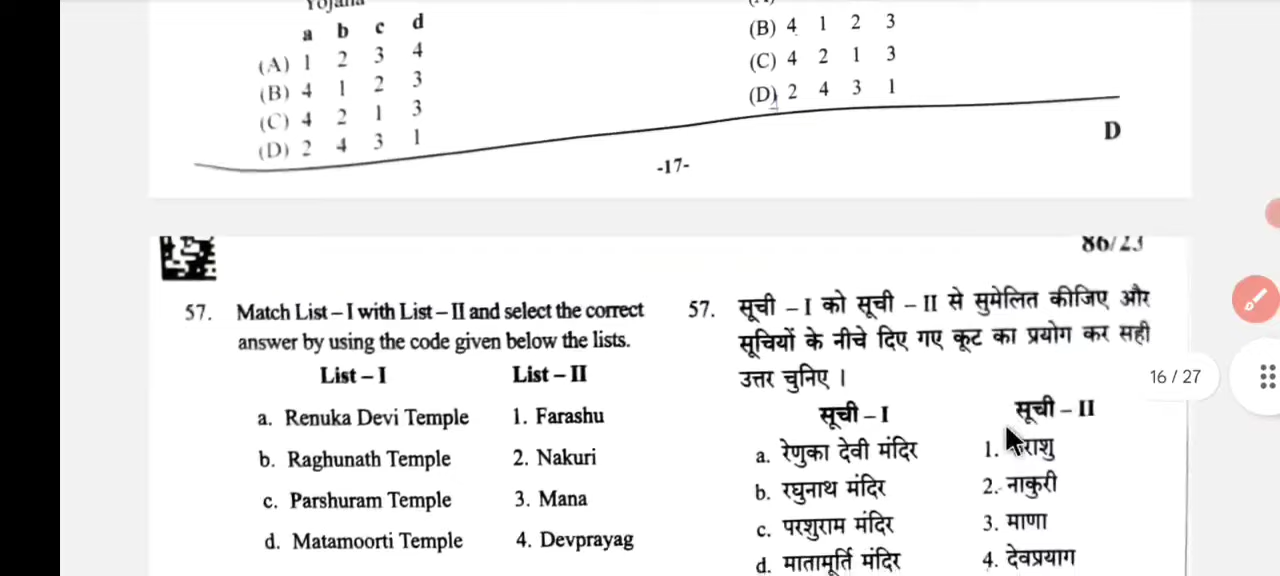 a b c d
(A) 1 2 3 4
(B) 4 1 2 3
(C) 4 2 1 3
(D) 2 4 3 1
(B) 4 1 2 3
(C) 4 2 1 3
(D) 2 4 3 1
D
-17-
57. Match List – I with List – II and select the correct
answer by using the code given below the lists.
List – I List – II
a. Renuka Devi Temple 1. Farashu
b. Raghunath Temple 2. Nakuri
c. Parshuram Temple 3. Mana
d. Matamoorti Temple 4. Devprayag
57. सूची – I को सूची – II से सुमेलित कीजिए और
सूचियों के नीचे दिए गए कूट का प्रयोग कर सही
उत्तर चुनिए ।
सूची – I सूची – II
a. रेणुका देवी मंदिर 1.
b. रघुनाथ मंदिर 2. नाकुरी
c. परशुराम मंदिर 3. माणा
d. मातामूर्ति मंदिर 4. देवप्रयाग
16 / 27